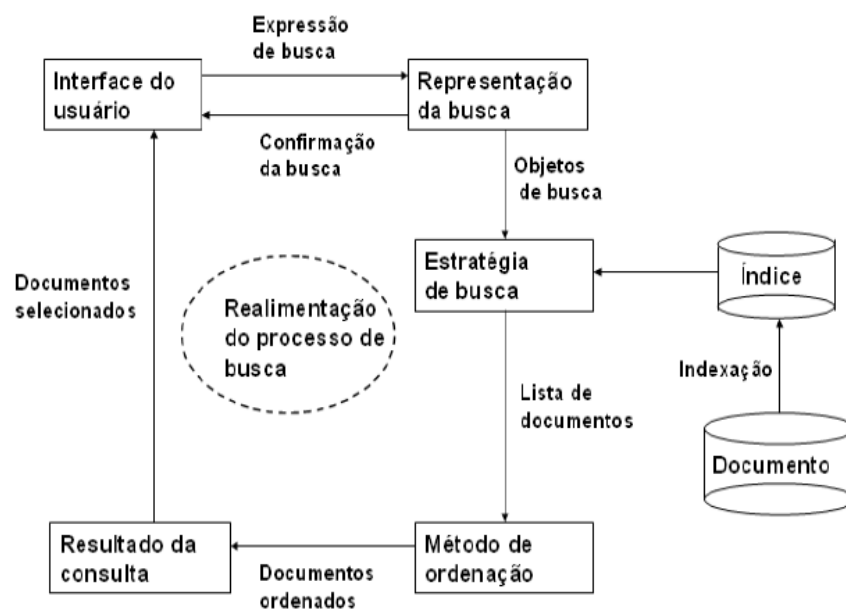 Expressão
de busca
Interface do
usuário
Representação
da busca
Confirmação
da busca
Objetos
de busca
Estratégia
de busca
Índice
Documentos
selecionados
Realimentação
do processo de
busca
Indexação
Lista de
documentos
Documento
Resultado da
consulta
Método de
ordenação
Documentos
ordenados